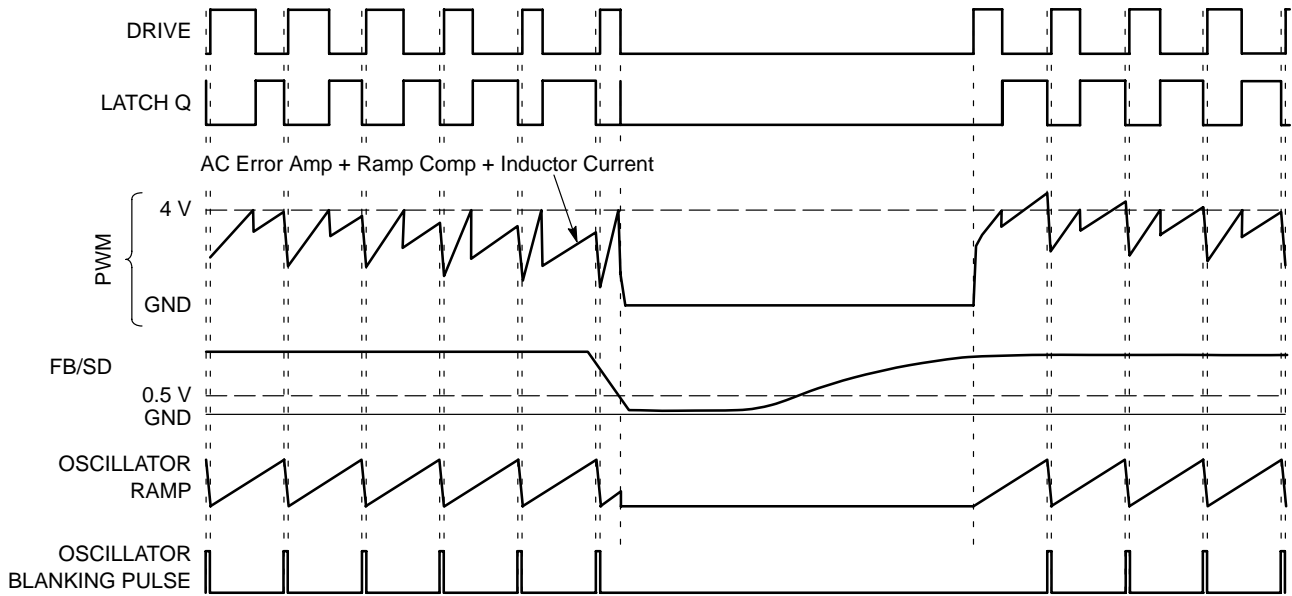 DRIVE
LATCH Q
AC Error Amp + Ramp Comp + Inductor Current
4 V
PWM
GND
FB/SD
0.5 V
GND
OSCILLATOR
RAMP
OSCILLATOR
BLANKING PULSE